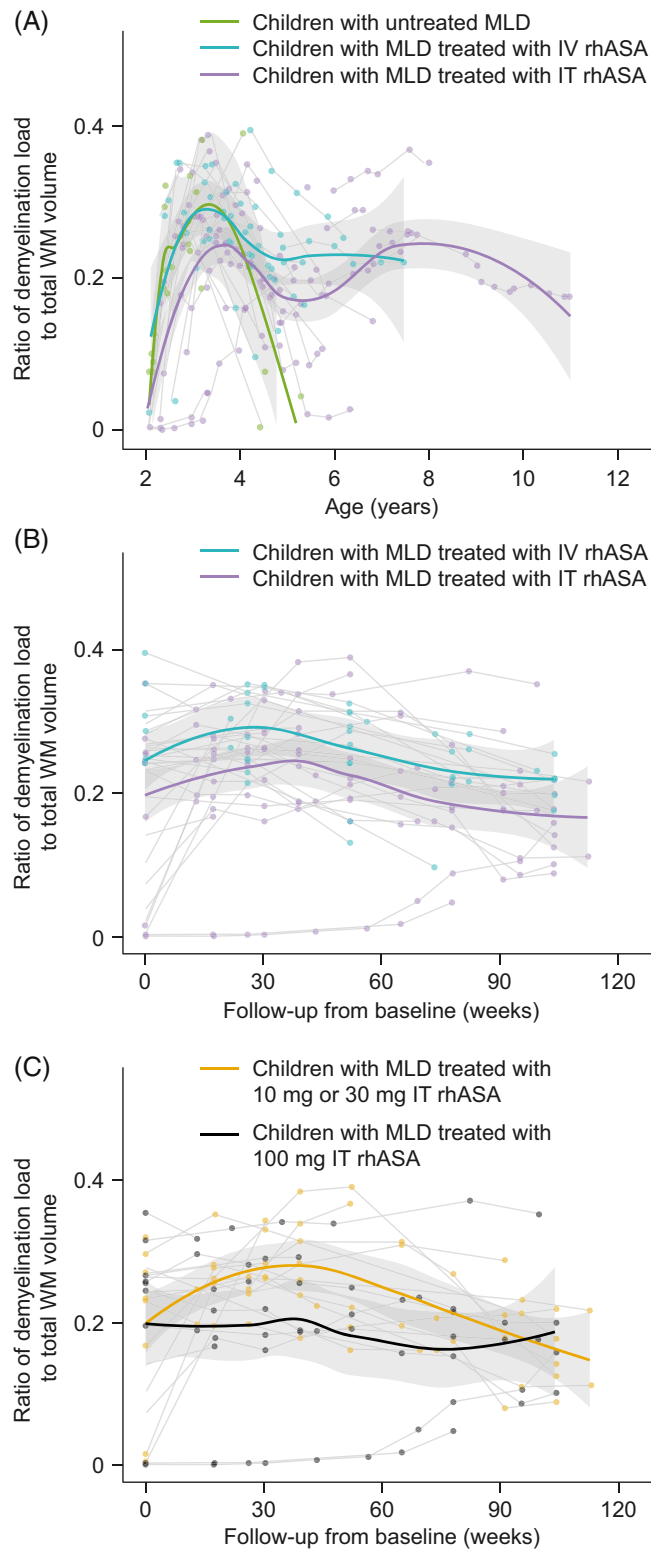 (A)
Children with untreated MLD
Children with MLD treated with IV rhASA
Children with MLD treated with IT rhASA
Ratio of demyelination load
to total WM volume
0.4
0.2
0
2 4 6 8 10 12
Age (years)
(B)
Children with MLD treated with IV rhASA
Children with MLD treated with IT rhASA
Ratio of demyelination load
to total WM volume
0.4
0.2
0
0 30 60 90 120
Follow-up from baseline (weeks)
(C)
Children with MLD treated with
10 mg or 30 mg IT rhASA
Children with MLD treated with
100 mg IT rhASA
Ratio of demyelination load
to total WM volume
0.4
0.2
0
0 30 60 90 120
Follow-up from baseline (weeks)